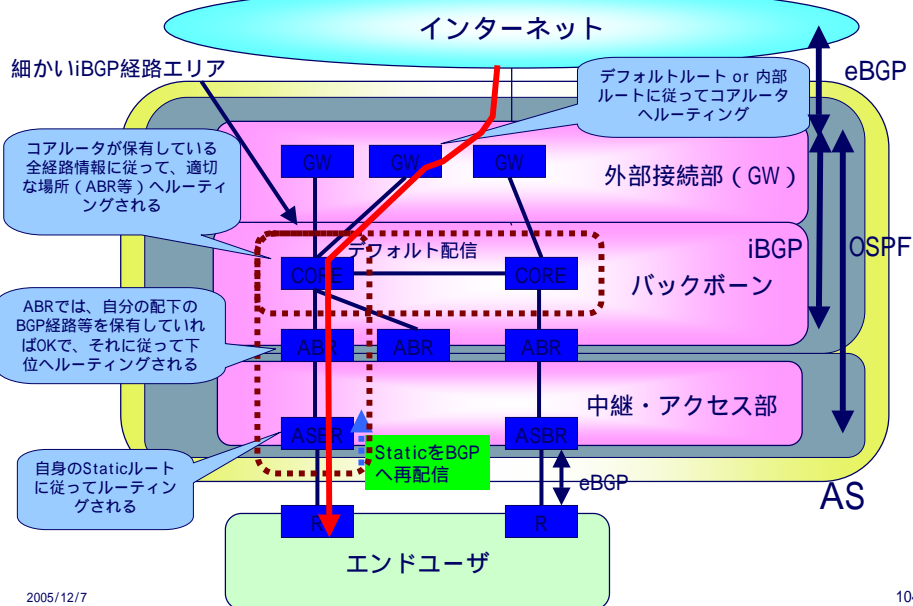 インターネット
細かいiBGP経路エリア
eBGP
デフォルトルート or 内部
ルートに従ってコアルータ
へルーティング
コアルータが保有している
全経路情報に従って、適切
な場所(ABR等)へルーティ
ングされる
GW
GW
GW
外部接続部(GW)
デフォルト配信
iBGP
OSPF
CORE
CORE
バックボーン
ABRでは、自分の配下の
BGP経路等を保有していれ
ばOKで、それに従って下
位へルーティングされる
ABR
ABR
ABR
中継・アクセス部
ASBR
ASBR
StaticをBGP
へ再配信
自身のStaticルート
に従ってルーティン
グされる
eBGP
AS
R
R
エンドユーザ
2005/12/7
104